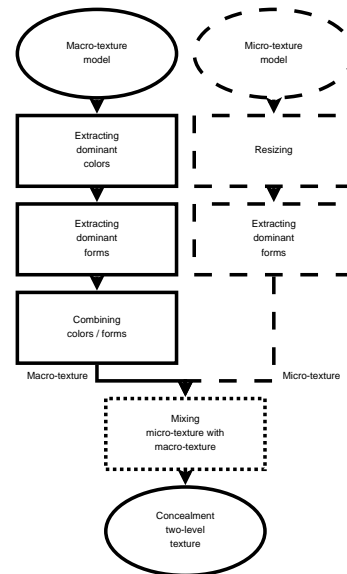 Macro-texture
model
Micro-texture
model
Extracting
dominant
colors
Resizing
Extracting
dominant
forms
Extracting
dominant
forms
Combining
colors / forms
Macro-texture
Micro-texture
Mixing
micro-texture with
macro-texture
Concealment
two-level
texture